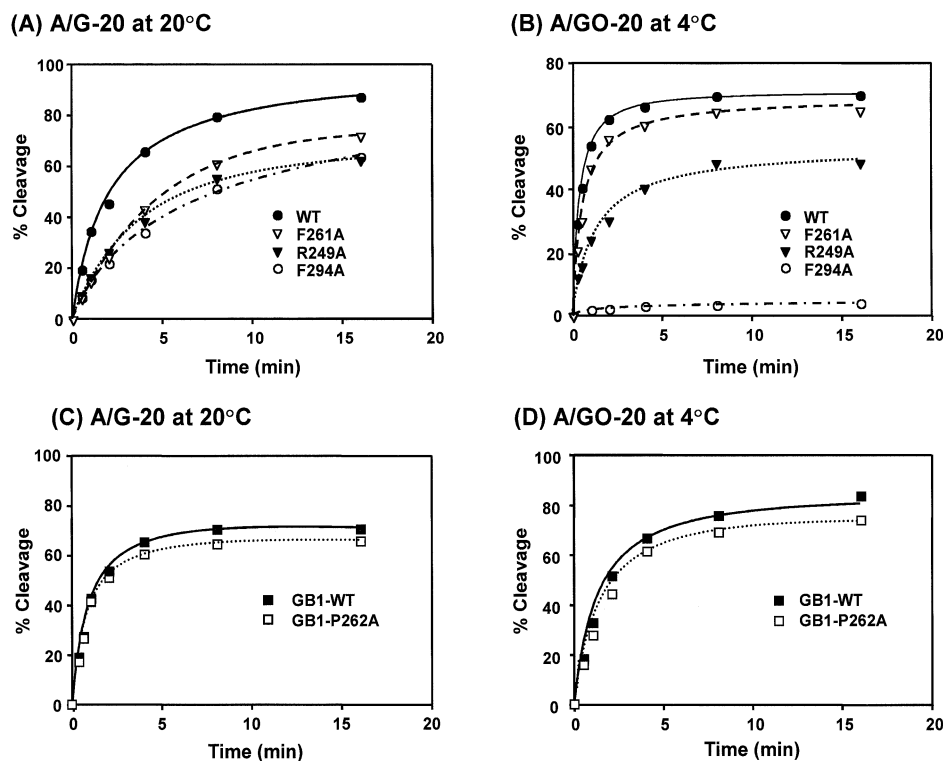 (A) A/G-20 at 20°C
100
80
60
40
20
0
% Cleavage
WT
F261A
R249A
F294A
0 5 10 15 20
Time (min)
(B) A/GO-20 at 4°C
80
60
40
20
0
% Cleavage
WT
F261A
R249A
F294A
0 5 10 15 20
Time (min)
(C) A/G-20 at 20°C
100
80
60
40
20
0
% Cleavage
GB1-WT
GB1-P262A
0 5 10 15 20
Time (min)
(D) A/GO-20 at 4°C
100
80
60
40
20
0
% Cleavage
GB1-WT
GB1-P262A
0 5 10 15 20
Time (min)